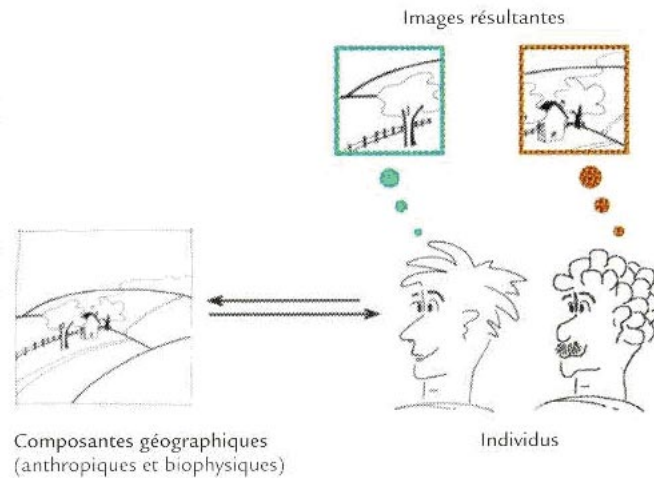 Images résultantes
Composantes géographiques
(anthropiques et biophysiques)
Individus